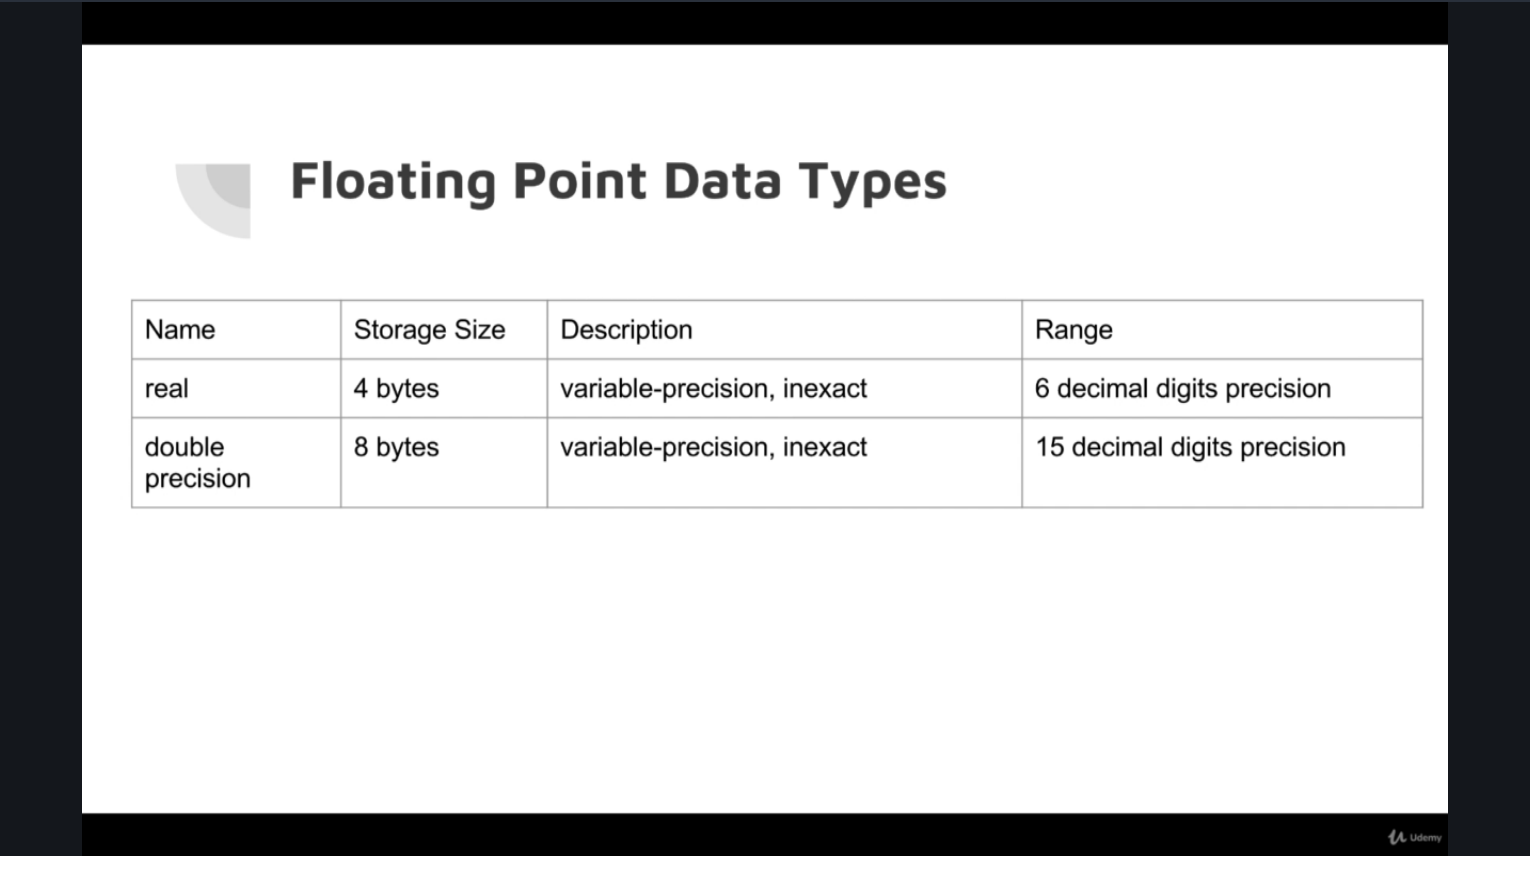 Floating Point Data Types
Name Storage Size Description Range
real 4 bytes variable-precision, inexact 6 decimal digits precision
double 8 bytes variable-precision, inexact 15 decimal digits precision
precision
Udemy